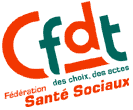 Cfdt
des choix, des actes
Fédération
Santé Sociaux